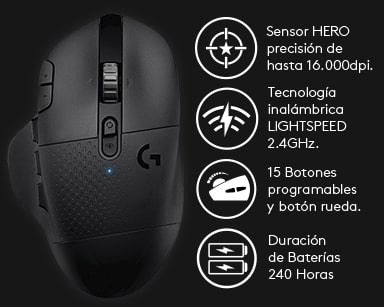 Sensor HERO
precisión de
hasta 16.000dpi.
Tecnología
inalámbrica
LIGHTSPEED
2.4GHz.
15 Botones
programables
y botón rueda.
Duración
de Baterías
240 Horas